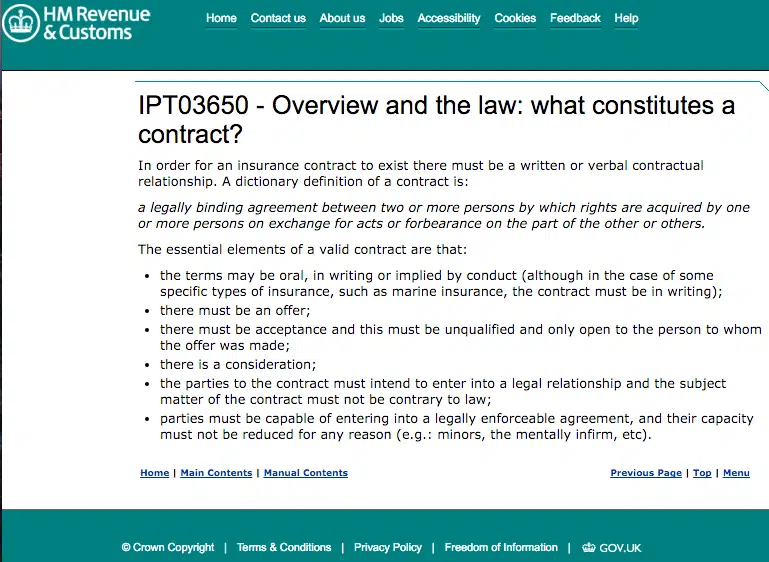 HM Revenue
& Customs
Home Contact us About us Jobs Accessibility Cookies Feedback Help
IPT03650 - Overview and the law: what constitutes a
contract?
In order for an insurance contract to exist there must be a written or verbal contractual
relationship. A dictionary definition of a contract is:
a legally binding agreement between two or more persons by which rights are acquired by one
or more persons on exchange for acts or forbearance on the part of the other or others.
The essential elements of a valid contract are that:
• the terms may be oral, in writing or implied by conduct (although in the case of some
specific types of insurance, such as marine insurance, the contract must be in writing);
• there must be an offer;
• there must be acceptance and this must be unqualified and only open to the person to whom
the offer was made;
• there is a consideration;
• the parties to the contract must intend to enter into a legal relationship and the subject
matter of the contract must not be contrary to law;
• parties must be capable of entering into a legally enforceable agreement, and their capacity
must not be reduced for any reason (e.g.: minors, the mentally infirm, etc).
Home | Main Contents | Manual Contents Previous Page | Top | Menu
© Crown Copyright | Terms & Conditions | Privacy Policy | Freedom of Information | GOV.UK